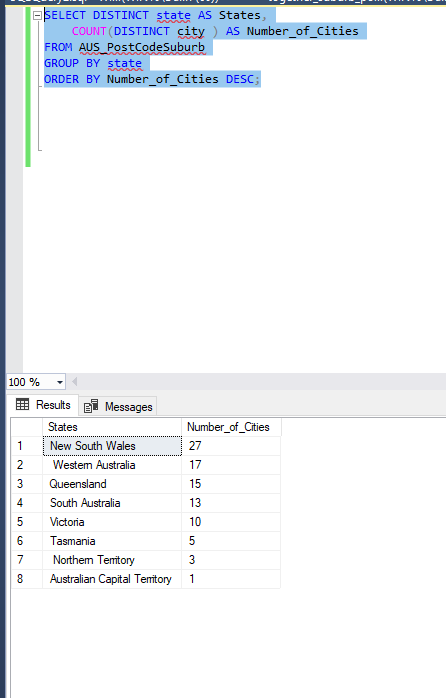 SELECT DISTINCT state AS States,
COUNT(DISTINCT city ) AS Number_of_Cities
FROM AUS_PostCodeSuburb
GROUP BY state
ORDER BY Number_of_Cities DESC;
100 %
Results Messages
States Number_of_Cities
1 New South Wales 27
2 Western Australia 17
3 Queensland 15
4 South Australia 13
5 Victoria 10
6 Tasmania 5
7 Northern Territory 3
8 Australian Capital Territory 1